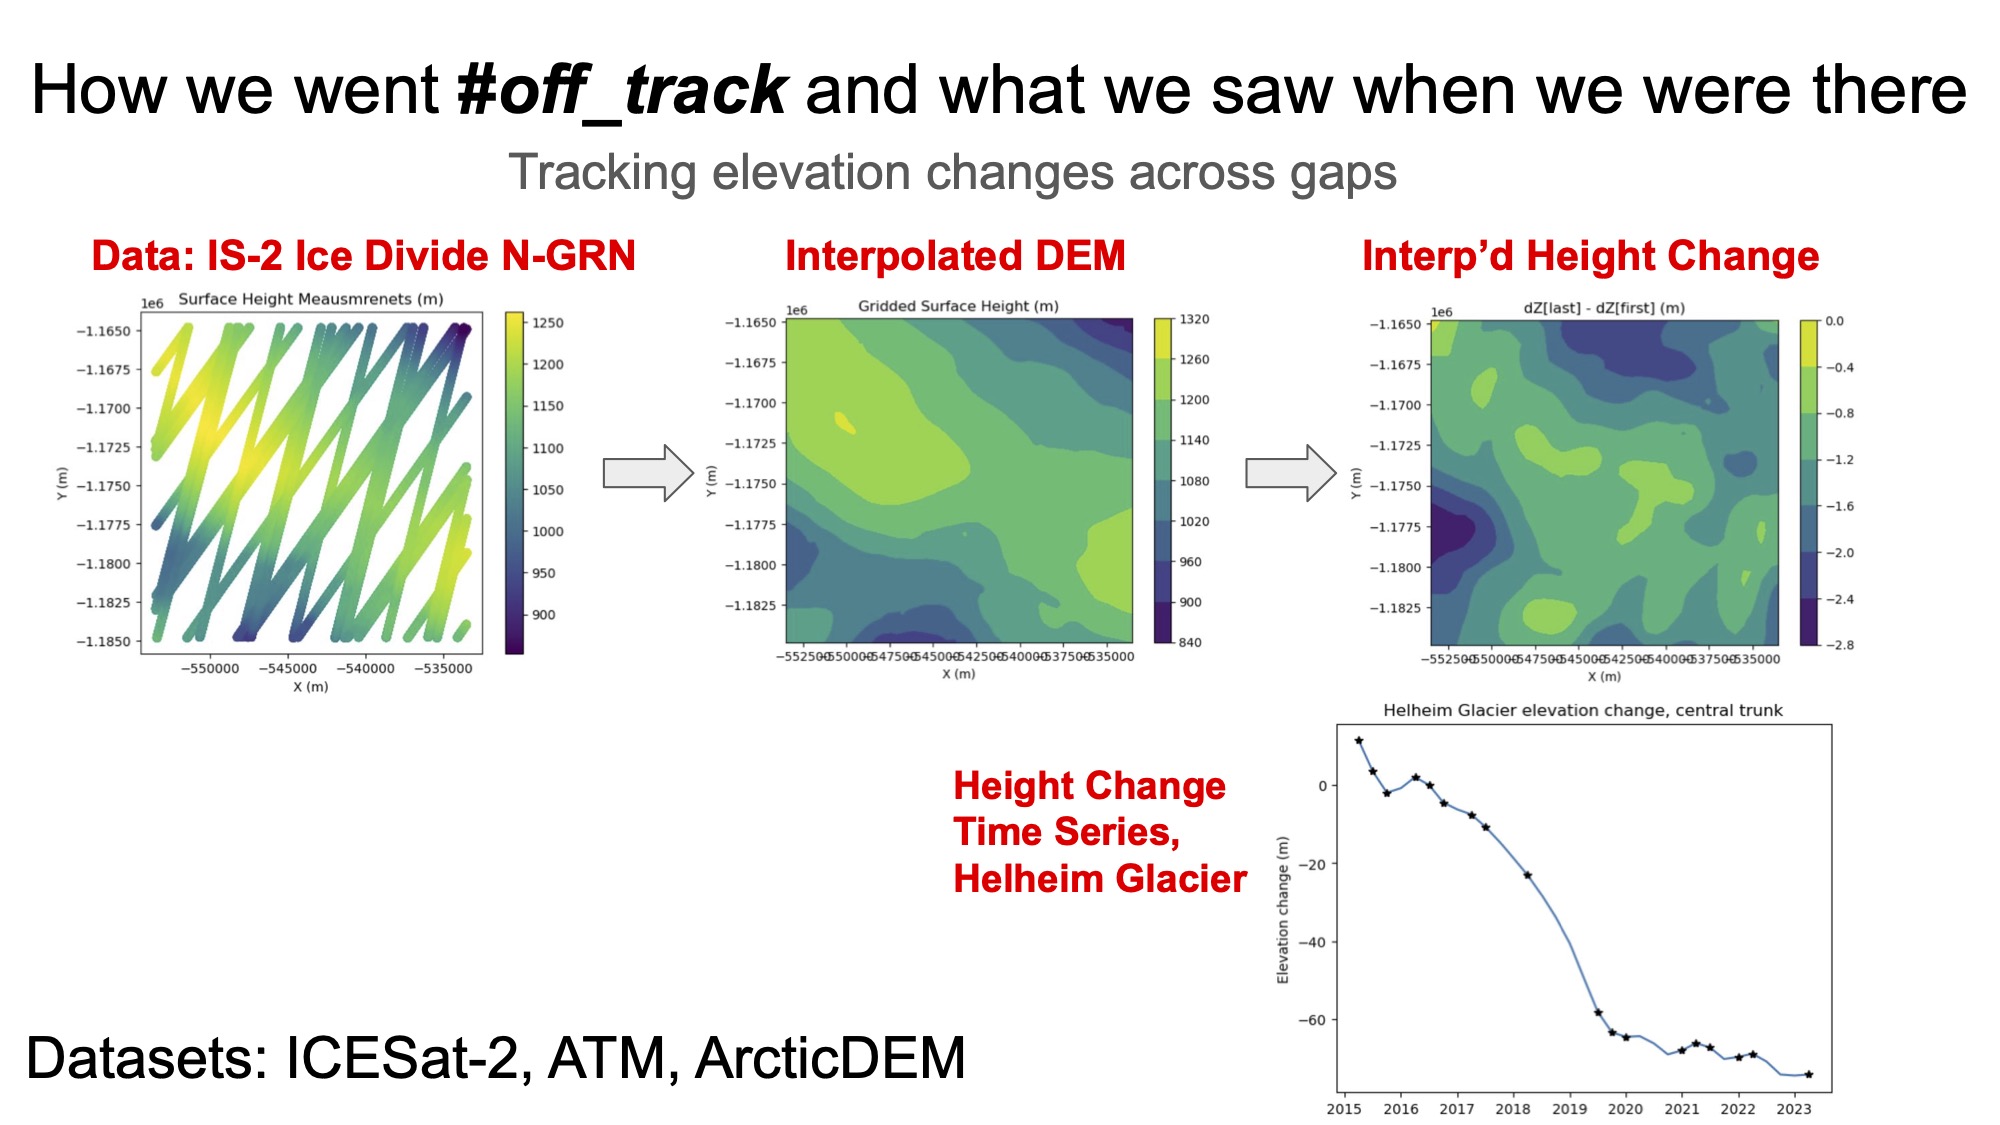 How we went #off_track and what we saw when we were there
Tracking elevation changes across gaps
Data: IS-2 Ice Divide N-GRN
1e6
Surface Height Meausmrenets (m)
−1.1650
−1.1675
−1.1700
−1.1725
−1.1750
−1.1775
−1.1800
−1.1825
−1.1850
Y (m)
−550000 −545000 −540000 −535000
X (m)
1250
1200
1150
1100
1050
1000
950
900
Interpolated DEM
1e6
Gridded Surface Height (m)
−1.1650
−1.1675
−1.1700
−1.1725
−1.1750
−1.1775
−1.1800
−1.1825
Y (m)
−552500−550000−547500−545000−542500−540000−537500−535000
X (m)
1320
1260
1200
1140
1080
1020
960
900
840
Interp’d Height Change
1e6
dZ[last] - dZ[first] (m)
−1.1650
−1.1675
−1.1700
−1.1725
−1.1750
−1.1775
−1.1800
−1.1825
Y (m)
−552500−550000−547500−545000−542500−540000−537500−535000
X (m)
0.0
−0.4
−0.8
−1.2
−1.6
−2.0
−2.4
−2.8
Height Change
Time Series,
Helheim Glacier
Helheim Glacier elevation change, central trunk
0
−20
−40
−60
Elevation change (m)
2015 2016 2017 2018 2019 2020 2021 2022 2023
Datasets: ICESat-2, ATM, ArcticDEM